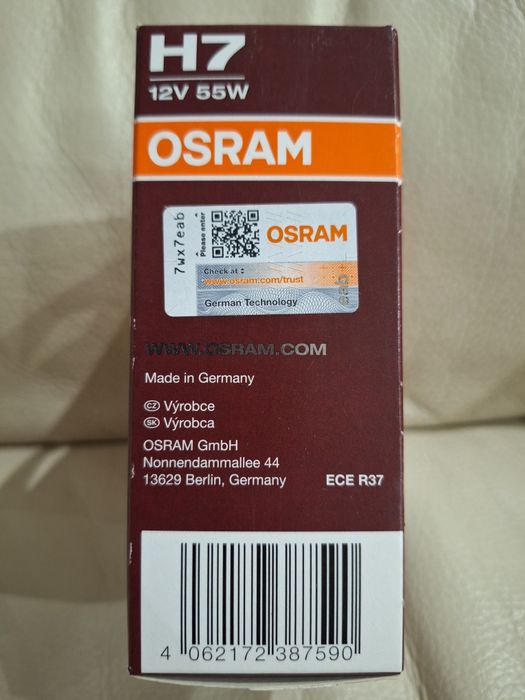 H7
12V 55W
OSRAM
7wx7eab
Please enter
OSRAM
Check at
www.osram.com/trust
German Technology
eab
WWW.OSRAM.COM
Made in Germany
CZ Výrobce
SK Výrobca
OSRAM GmbH
Nonnendammallee 44
13629 Berlin, Germany
ECE R37
4 062172 387590